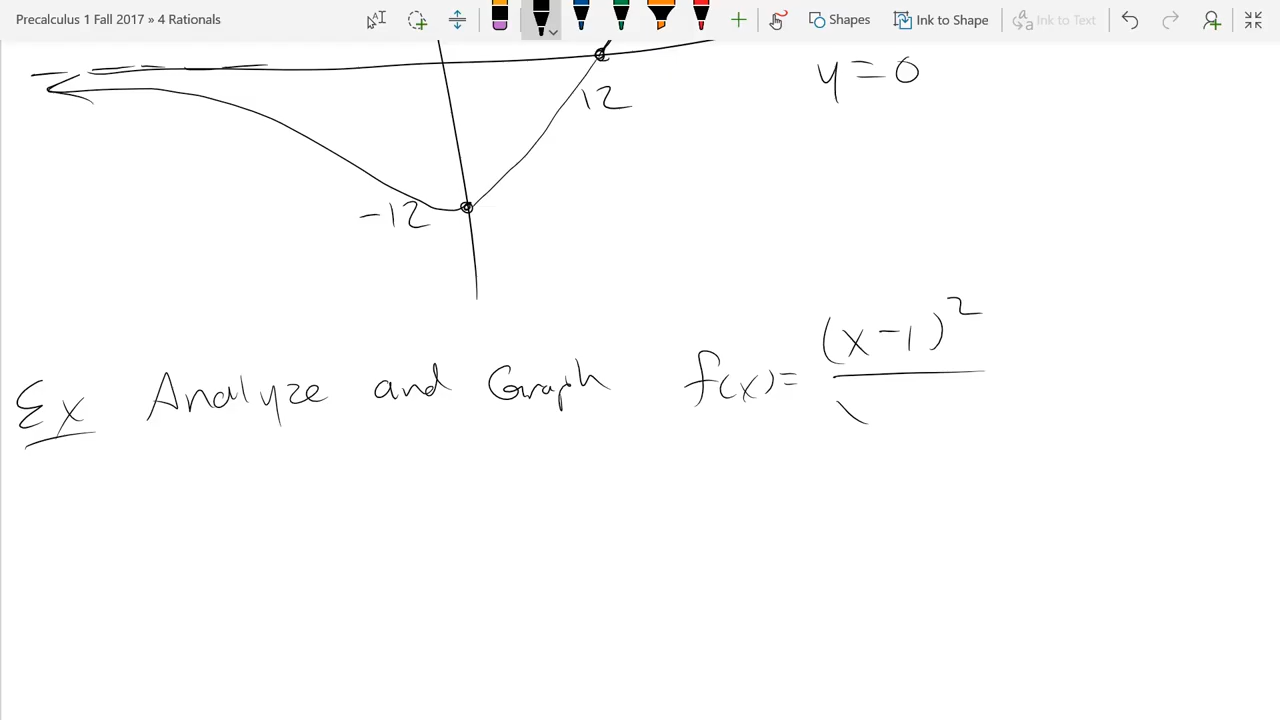 Precalculus 1 Fall 2017 » 4 Rationals
Shapes
Ink to Shape
Ink to Text
y=0
12
-12
Ex Analyze and Graph f(x)= (x-1)^2